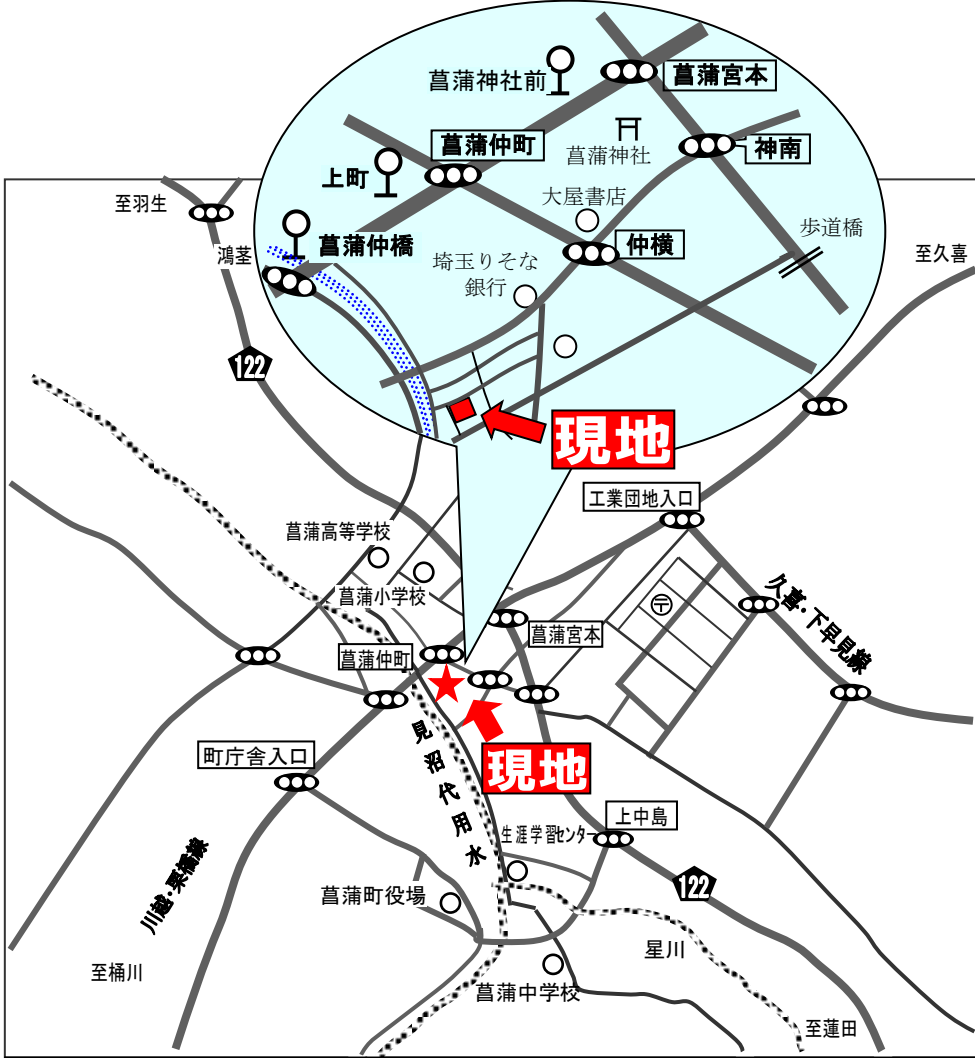 菖蒲神社前
菖蒲宮本
菖蒲仲町
菖蒲神社
神南
上町
大屋書店
至羽生
菖蒲仲橋
仲横
歩道橋
鴻茎
埼玉りそな
銀行
至久喜
122
現地
工業団地入口
菖蒲高等学校
久喜・下早見線
菖蒲小学校
〒
菖蒲宮本
菖蒲仲町
見沼代用水
町庁舎入口
現地
上中島
生涯学習センター
川越・栗橋線
122
菖蒲町役場
星川
至桶川
菖蒲中学校
至蓮田